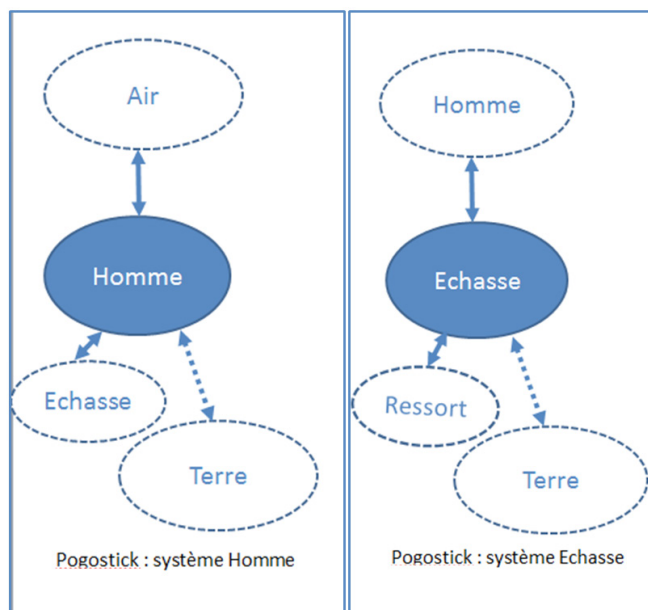 Air
Homme
Echasse
Terre
Pogostick : système Homme
Homme
Echasse
Ressort
Terre
Pogostick : système Echasse